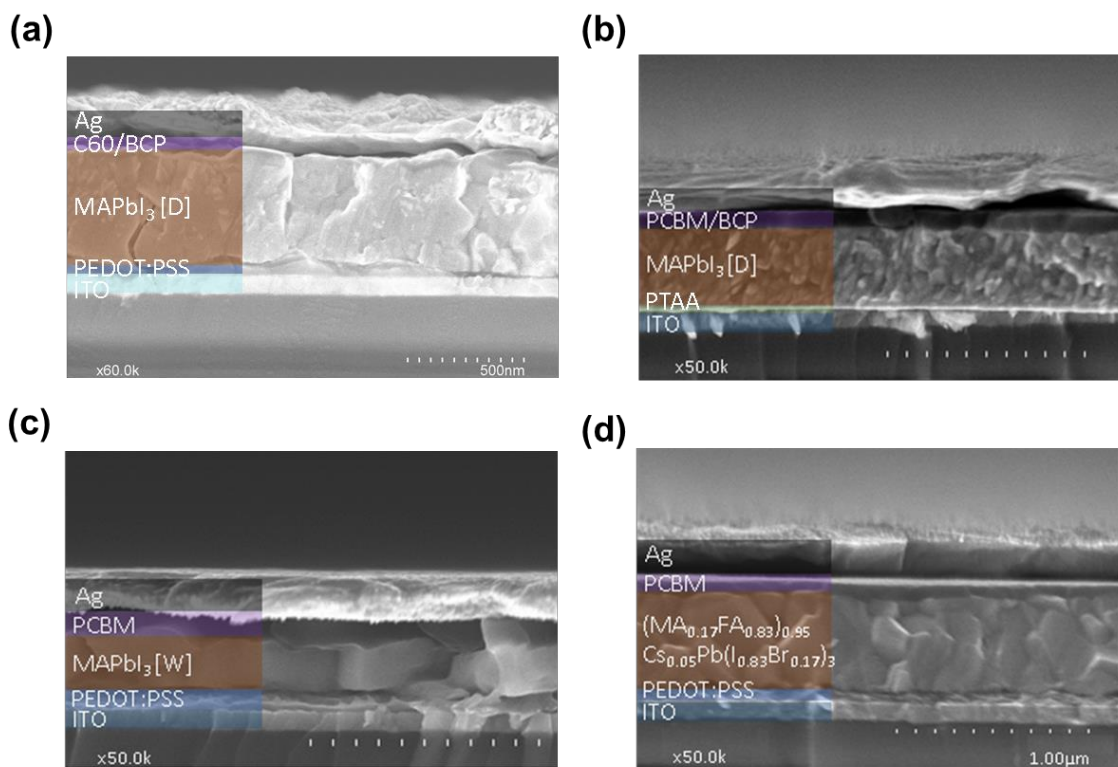 (a)
Ag
C60/BCP
MAPbI₃ [D]
PEDOT:PSS
ITO
x60.0k
500nm
(b)
Ag
PCBM/BCP
MAPbI₃[D]
PTAA
ITO
x50.0k
(c)
Ag
PCBM
MAPbI₃[W]
PEDOT:PSS
ITO
x50.0k
(d)
Ag
PCBM
(MA₀.₁₇FA₀.₈₃)₀.₉₅
Cs₀.₀₅Pb(I₀.₈₃Br₀.₁₇)₃
PEDOT:PSS
ITO
x50.0k
1.00µm